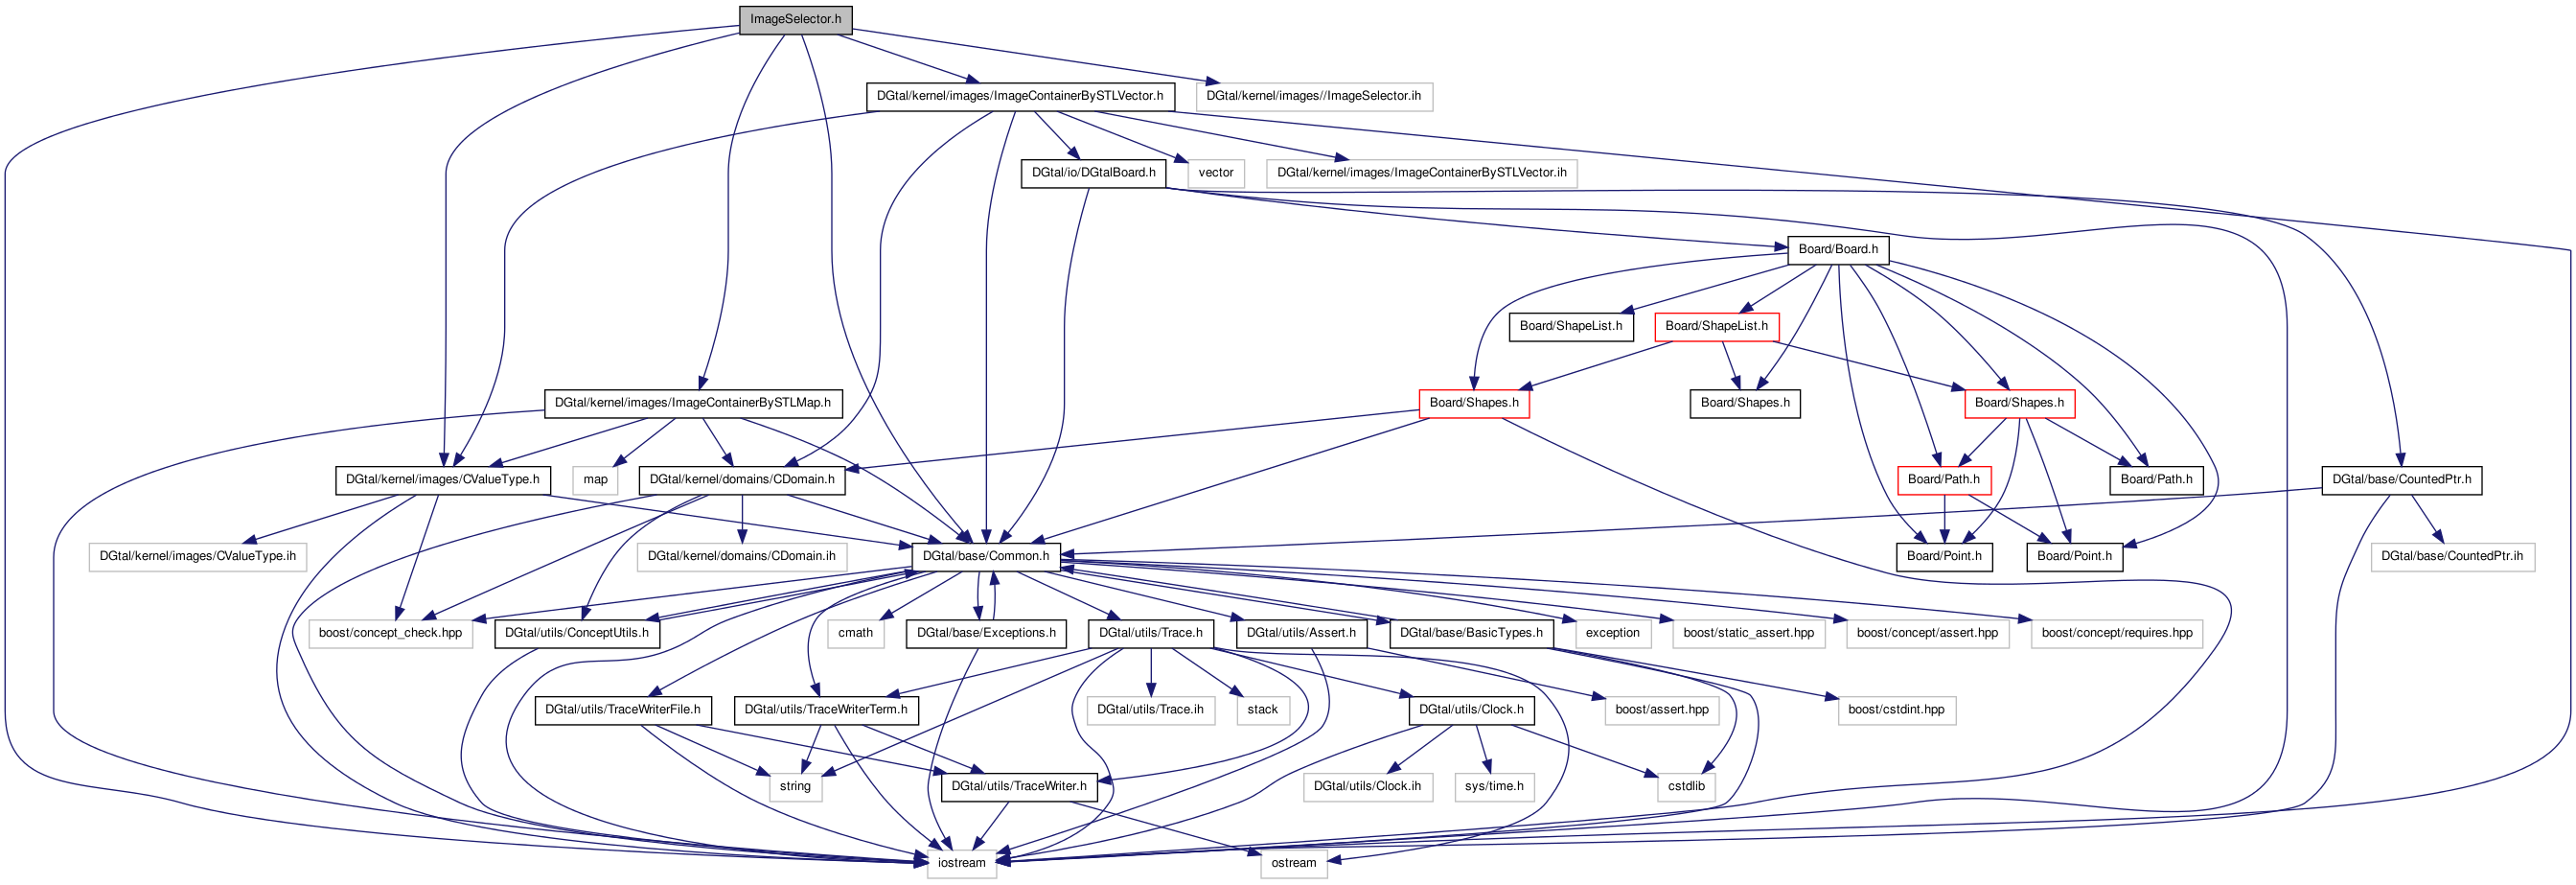 ImageSelector.h
DGtal/kernel/images/ImageContainerBySTLVector.h
DGtal/kernel/images//ImageSelector.ih
DGtal/io/DGtalBoard.h
vector
DGtal/kernel/images/ImageContainerBySTLVector.ih
Board/Board.h
Board/ShapeList.h
Board/ShapeList.h
DGtal/kernel/images/ImageContainerBySTLMap.h
Board/Shapes.h
Board/Shapes.h
Board/Shapes.h
DGtal/kernel/images/CValueType.h
map
DGtal/kernel/domains/CDomain.h
Board/Path.h
Board/Path.h
DGtal/base/CountedPtr.h
DGtal/kernel/images/CValueType.ih
DGtal/kernel/domains/CDomain.ih
DGtal/base/Common.h
Board/Point.h
Board/Point.h
DGtal/base/CountedPtr.ih
boost/concept_check.hpp
DGtal/utils/ConceptUtils.h
cmath
DGtal/base/Exceptions.h
DGtal/utils/Trace.h
DGtal/utils/Assert.h
DGtal/base/BasicTypes.h
exception
boost/static_assert.hpp
boost/concept/assert.hpp
boost/concept/requires.hpp
DGtal/utils/TraceWriterFile.h
DGtal/utils/TraceWriterTerm.h
DGtal/utils/Trace.ih
stack
DGtal/utils/Clock.h
boost/assert.hpp
boost/cstdint.hpp
string
DGtal/utils/TraceWriter.h
DGtal/utils/Clock.ih
sys/time.h
cstdlib
iostream
ostream